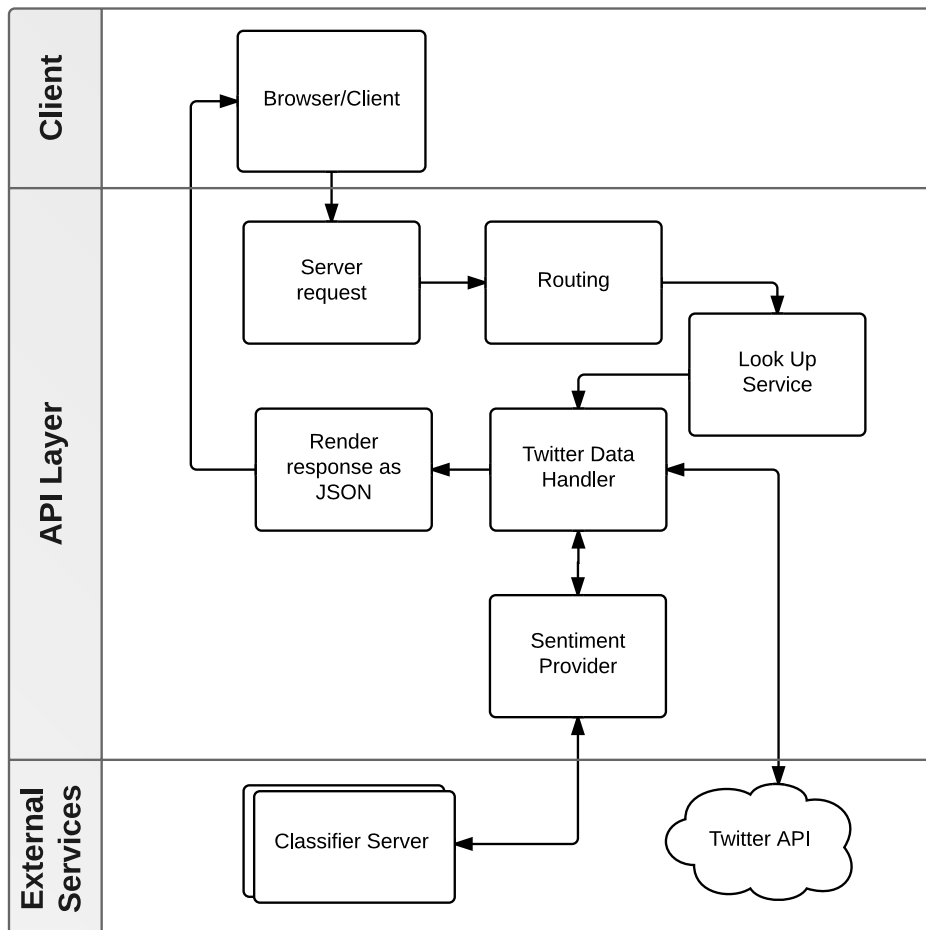 Client
Browser/Client
API Layer
Server
request
Routing
Look Up
Service
Render
response as
JSON
Twitter Data
Handler
Sentiment
Provider
External
Services
Classifier Server
Twitter API